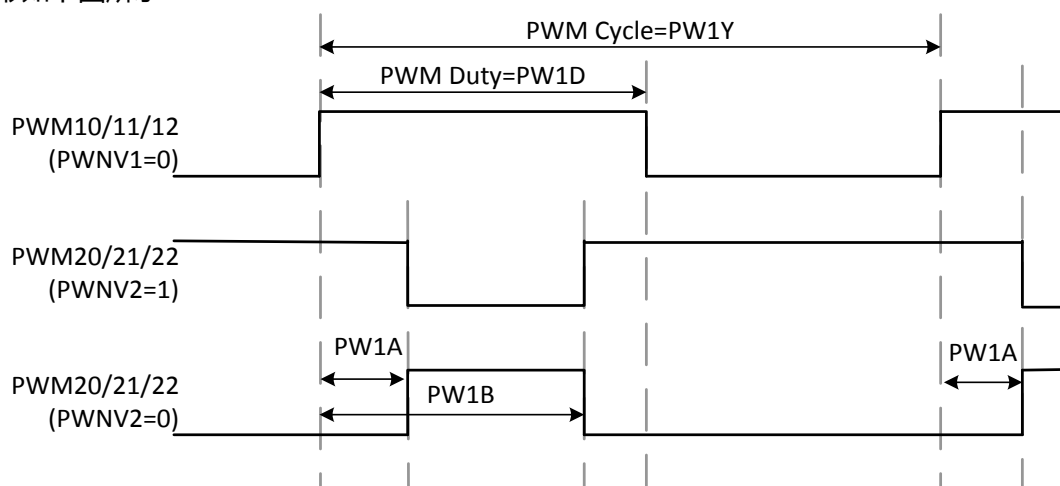 PWM Cycle=PW1Y
PWM Duty=PW1D
PWM10/11/12
(PWNV1=0)
PWM20/21/22
(PWNV2=1)
PW1A
PW1A
PWM20/21/22
PW1B
(PWNV2=0)